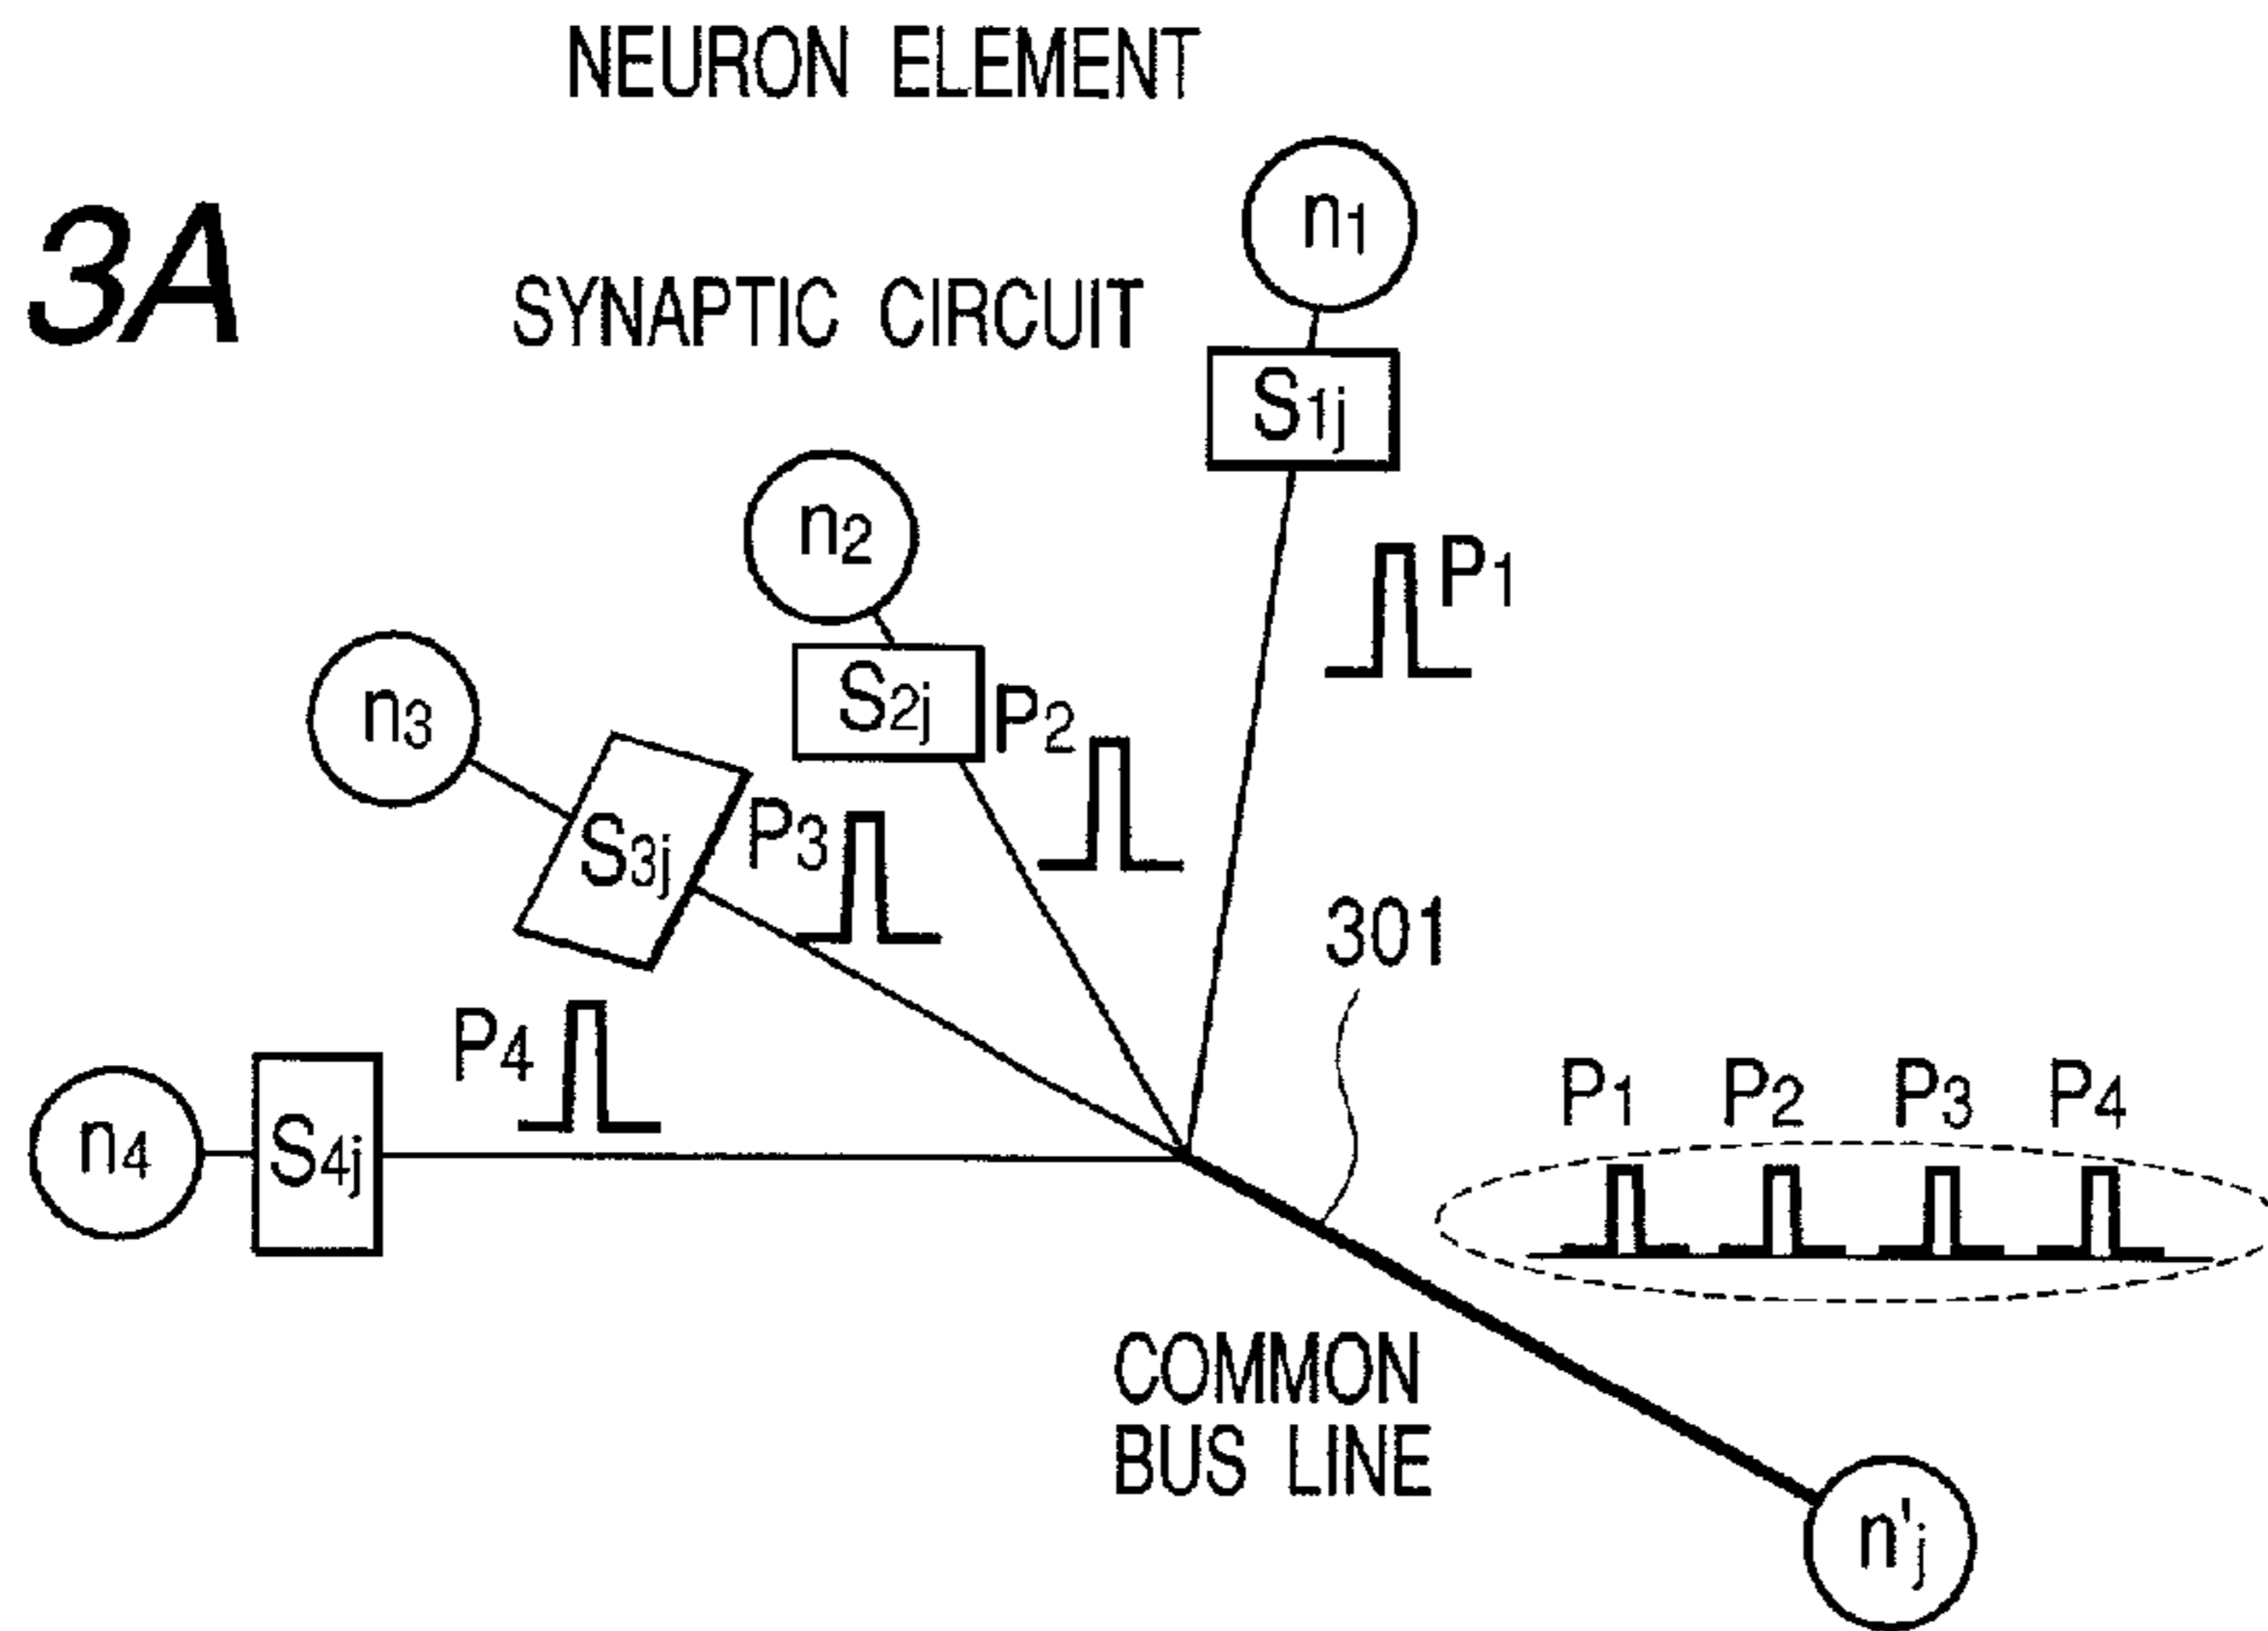 NEURON ELEMENT
3A
n1
SYNAPTIC CIRCUIT
S1j
n2
P1
n3
S2j
P2
S3j
P3
301
P4
n4
S4j
P1 P2 P3 P4
COMMON
BUS LINE
n'j